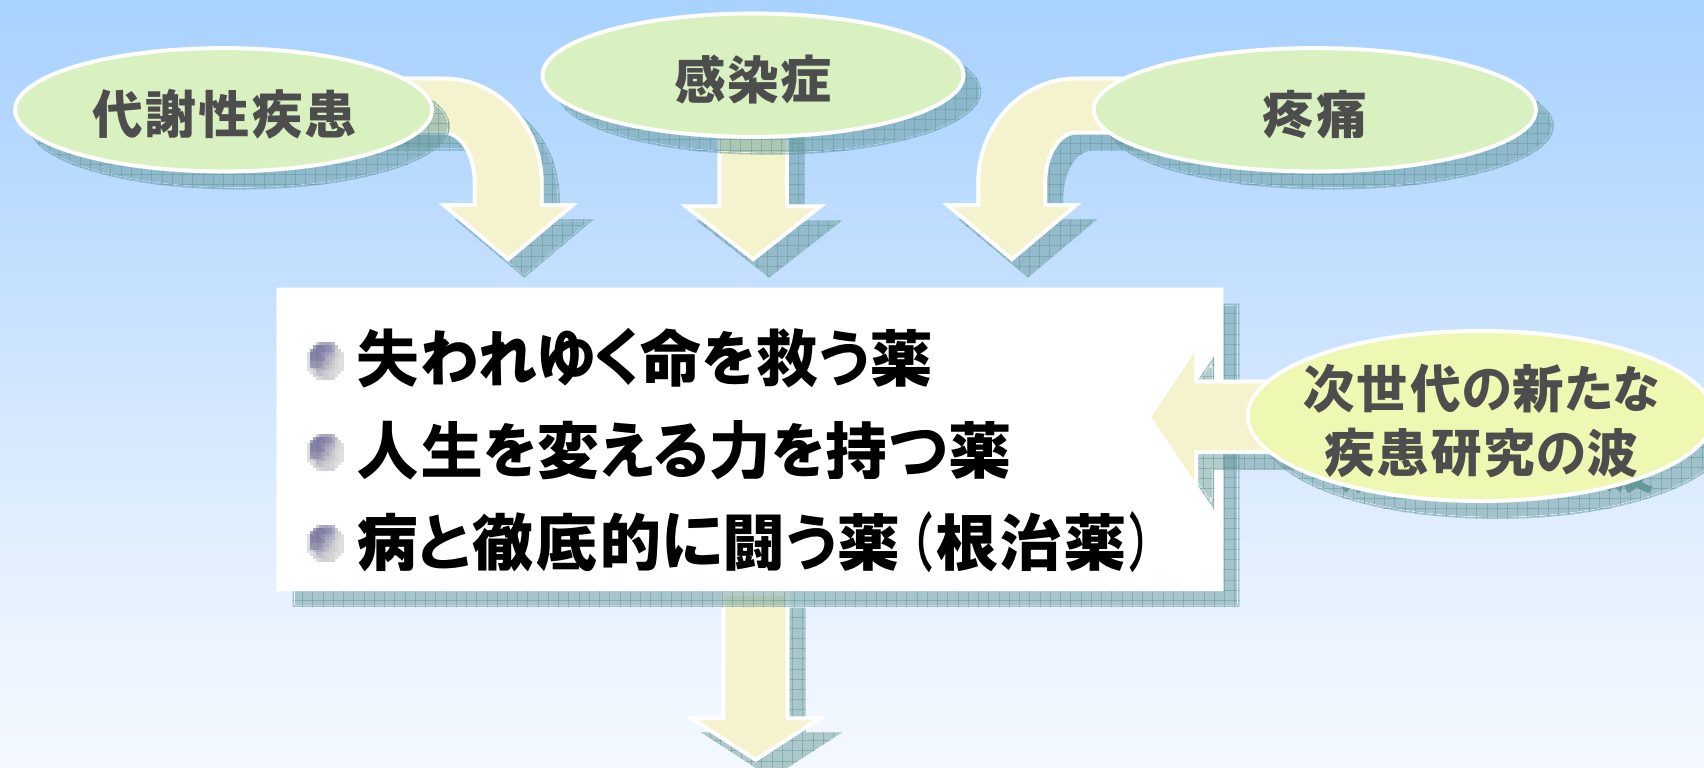 感染症
代謝性疾患
疼痛
失われゆく命を救う薬
人生を変える力を持つ薬
病と徹底的に闘う薬（根治薬）
次世代の新たな
疾患研究の波